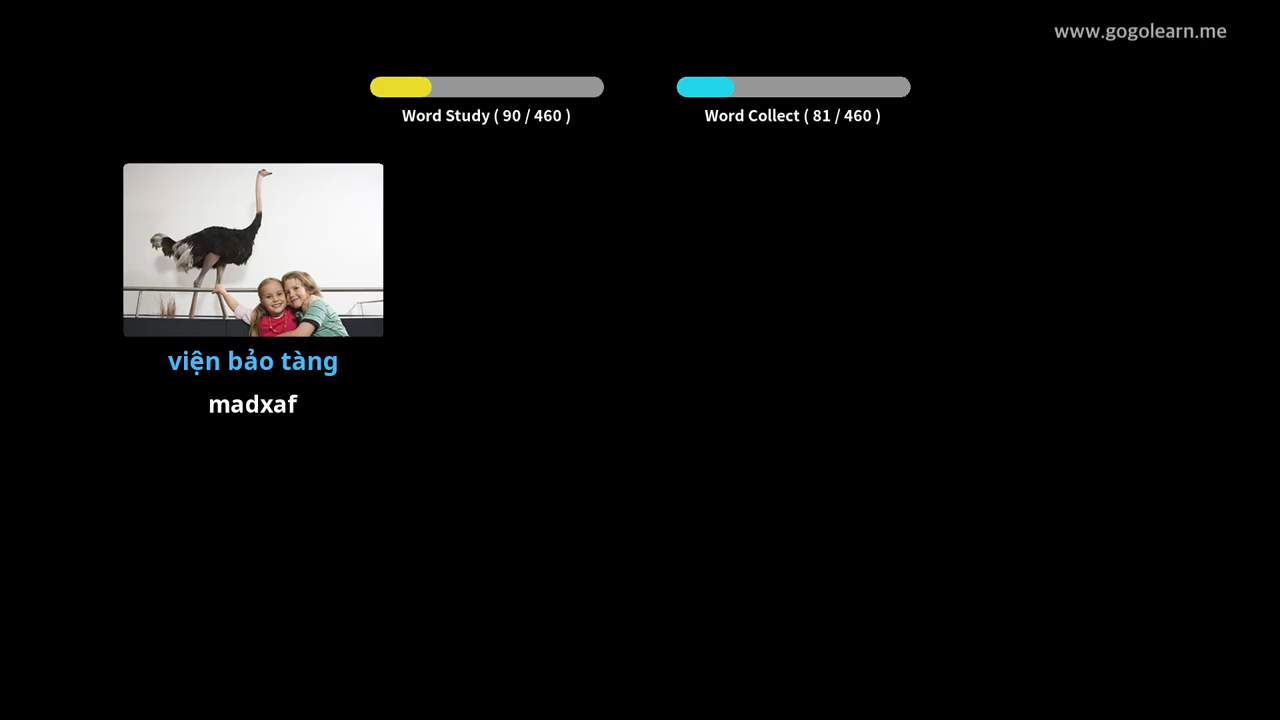 www.gogolearn.me
Word Study ( 90 / 460 )
Word Collect ( 81 / 460 )
viện bảo tàng
madxaf